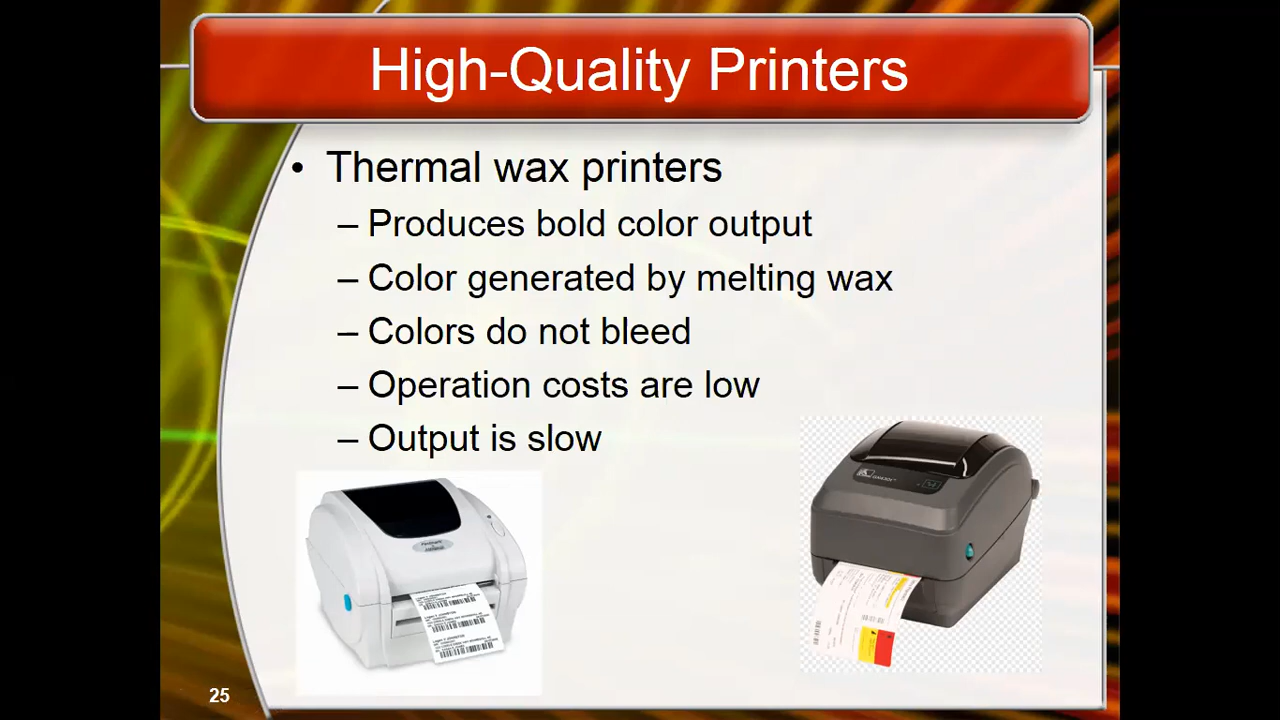 High-Quality Printers
• Thermal wax printers
– Produces bold color output
– Color generated by melting wax
– Colors do not bleed
– Operation costs are low
– Output is slow
25